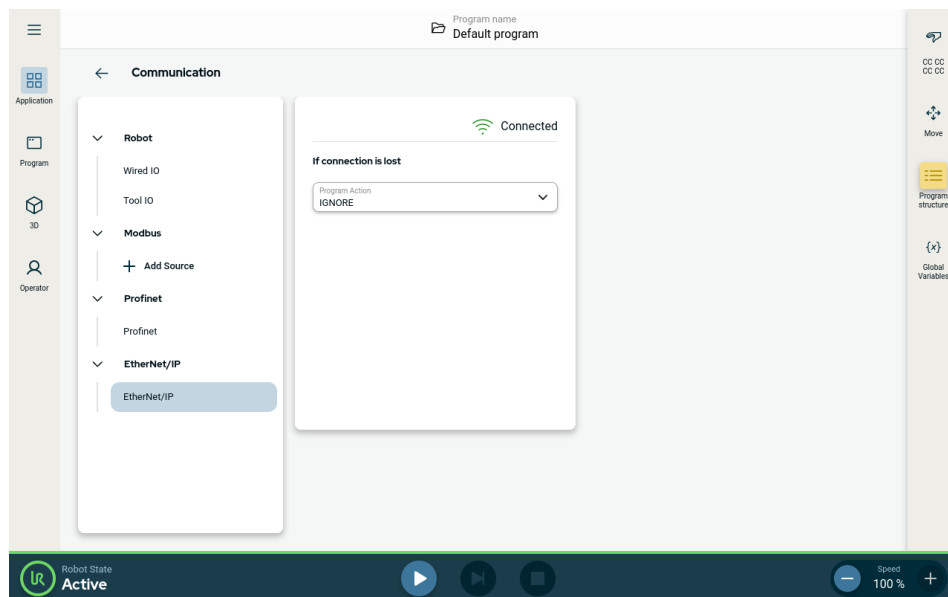 Program name
Default program
Application
Program
3D
Operator
Communication
Robot
Wired IO
Tool IO
Modbus
Add Source
Profinet
Profinet
EtherNet/IP
EtherNet/IP
Connected
If connection is lost
Program Action
IGNORE
CC CC
CC CC
Move
Program
structure
{x}
Global
Variables
UR
Robot State
Active
Speed
100 %